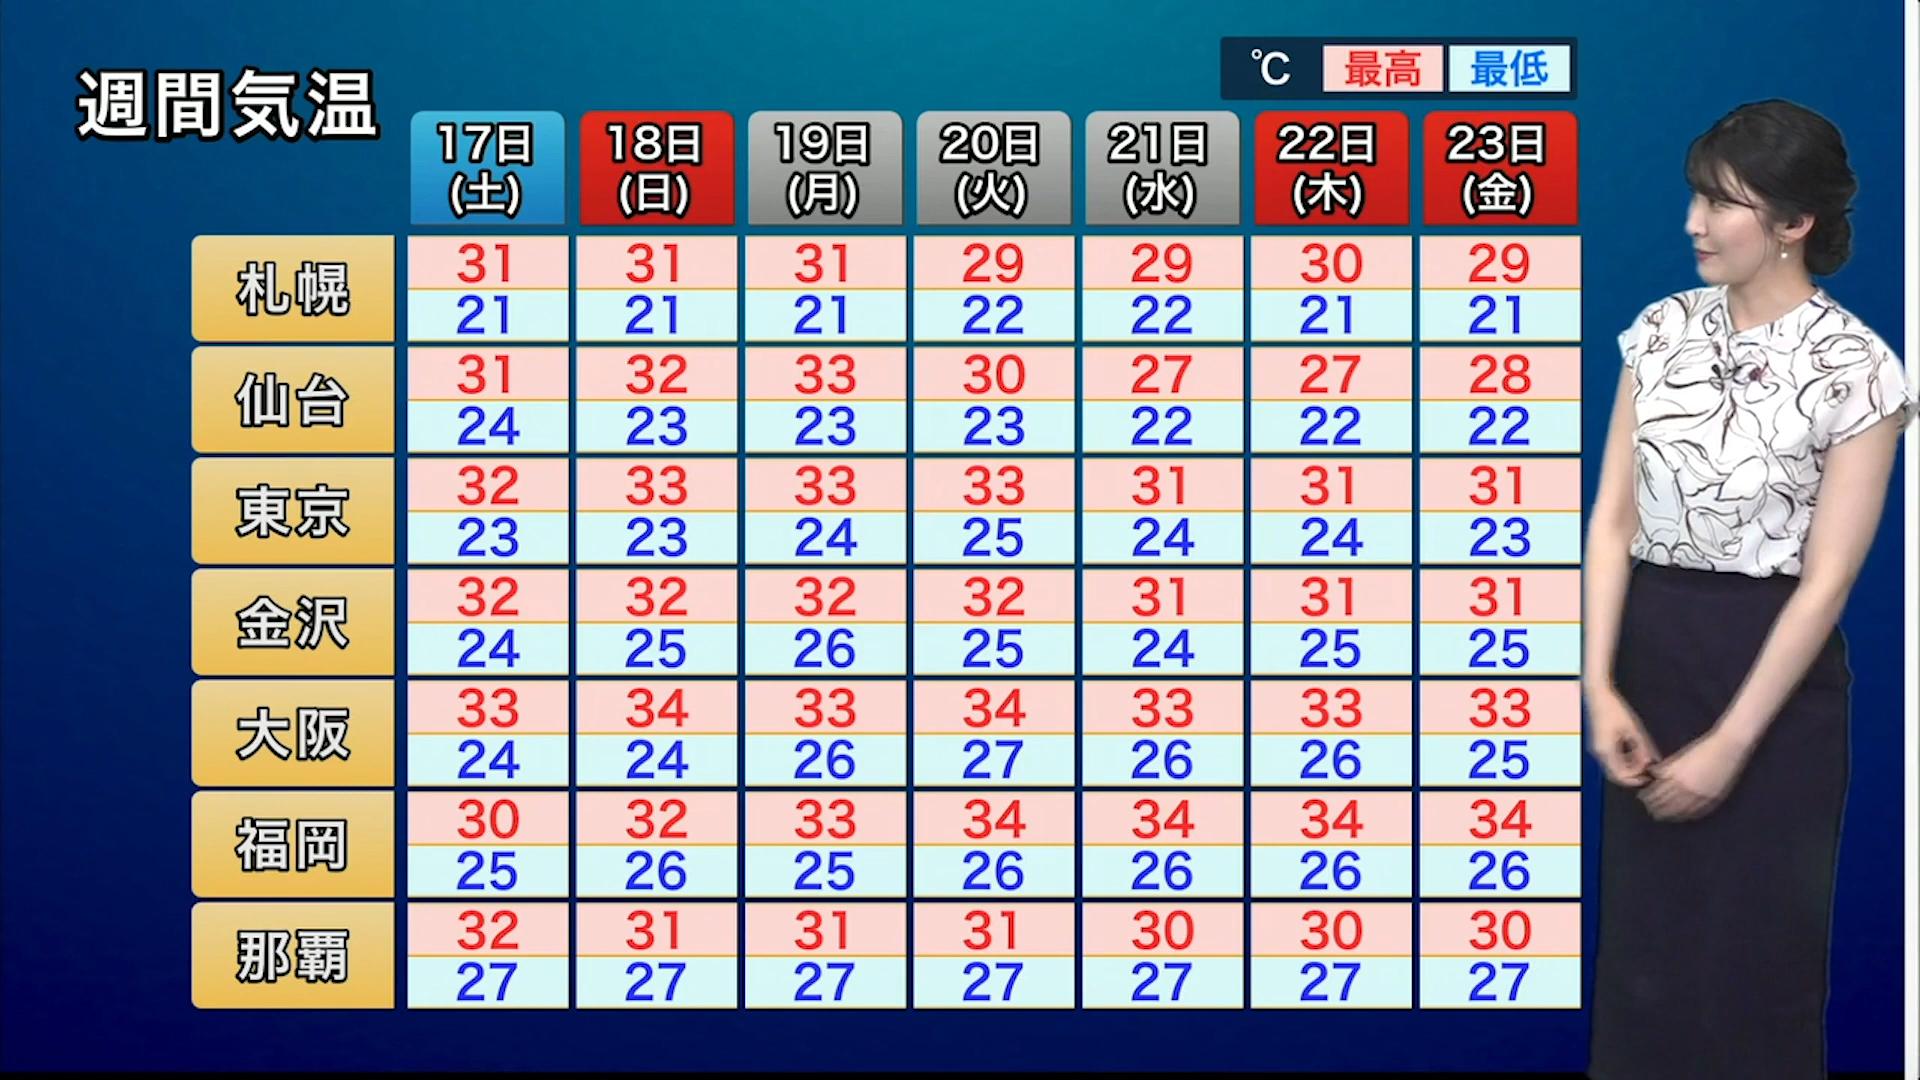 週間気温
℃ 最高 最低
17日 18日 19日 20日 21日 22日 23日
(土) (日) (月) (火) (水) (木) (金)
札幌
31 31 31 29 29 30 29
21 21 21 22 22 21 21
仙台
31 32 33 30 27 27 28
24 23 23 23 22 22 22
東京
32 33 33 33 31 31 31
23 23 24 25 24 24 23
金沢
32 32 32 32 31 31 31
24 25 26 25 24 25 25
大阪
33 34 33 34 33 33 33
24 24 26 27 26 26 25
福岡
30 32 33 34 34 34 34
25 26 25 26 26 26 26
那覇
32 31 31 31 30 30 30
27 27 27 27 27 27 27